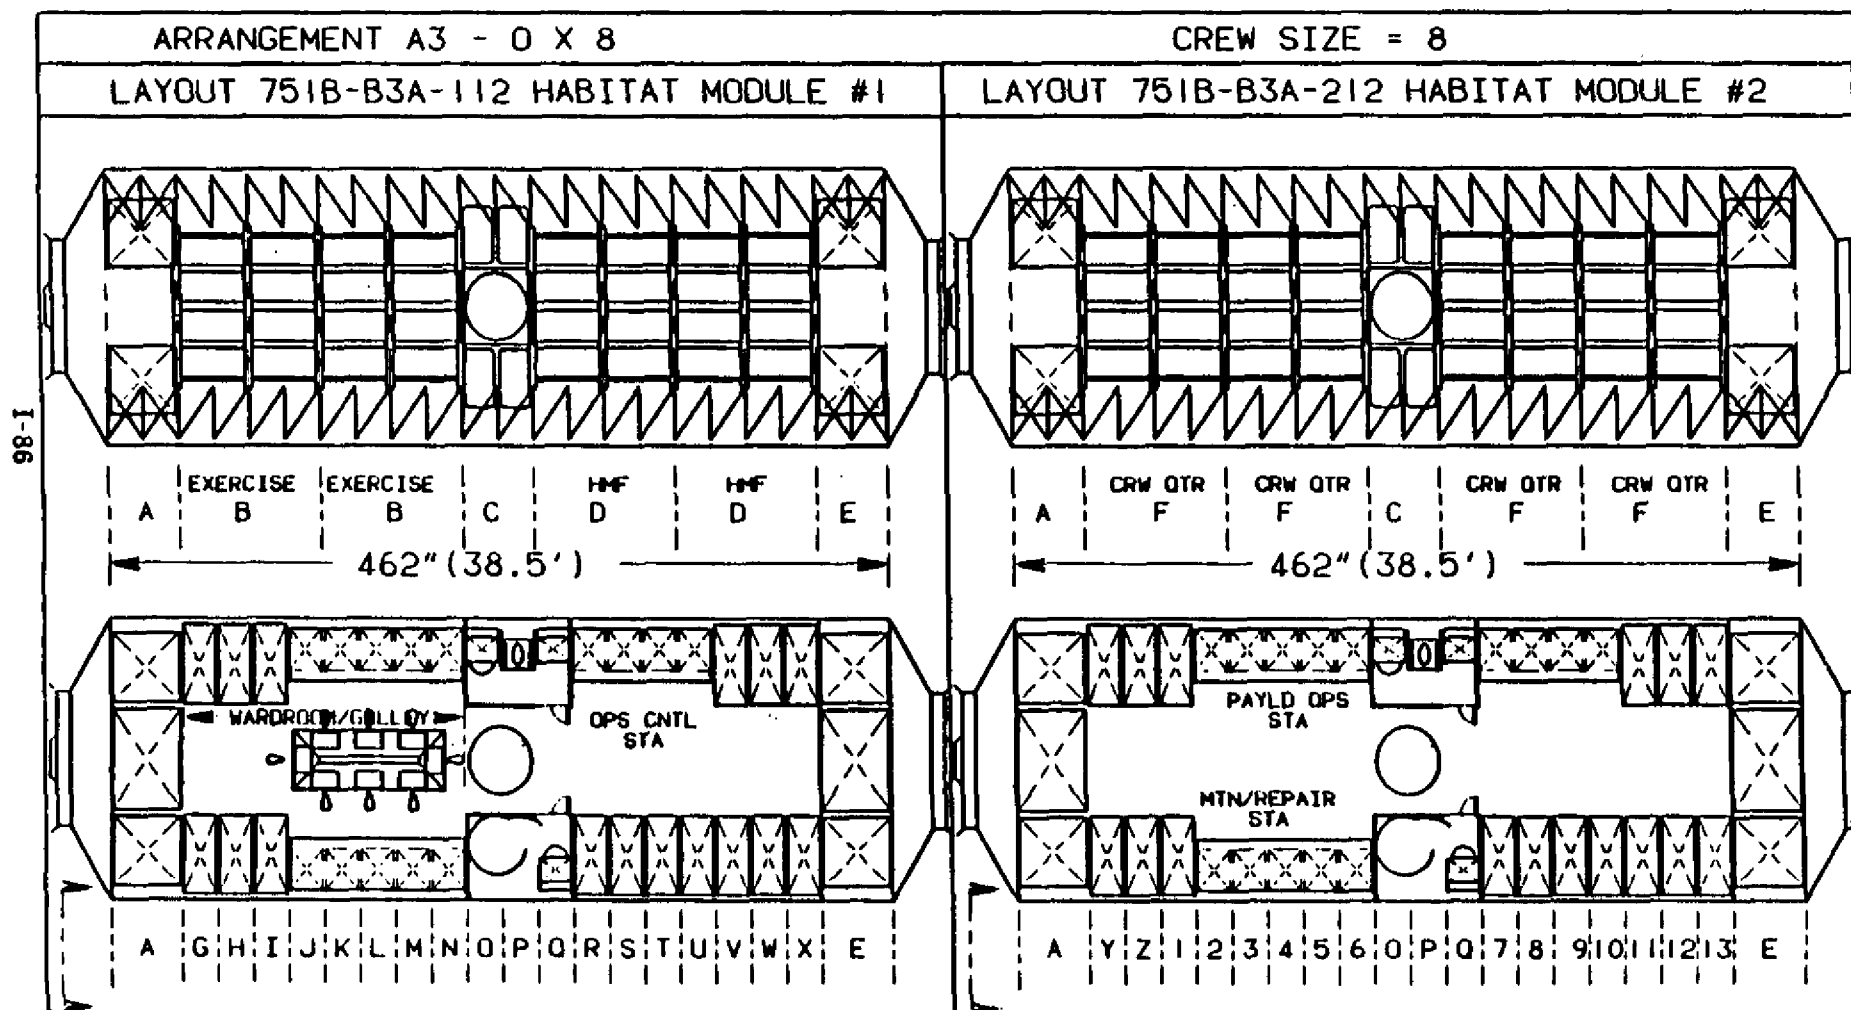 ARRANGEMENT A3 - 0 X 8
CREW SIZE = 8
LAYOUT 751B-B3A-112 HABITAT MODULE #1
LAYOUT 751B-B3A-212 HABITAT MODULE #2
I-86
EXERCISE EXERCISE HMF HMF
A B B C D D E
CRW QTR CRW QTR CRW QTR CRW QTR
A F F C F F E
462"(38.5')
462"(38.5')
WARDROOM/GALLEY
OPS CNTL
STA
PAYLD OPS
STA
MTN/REPAIR
STA
A G H I J K L M N O P Q R S T U V W X E
A Y Z 1 2 3 4 5 6 O P Q 7 8 9 10 11 12 13 E